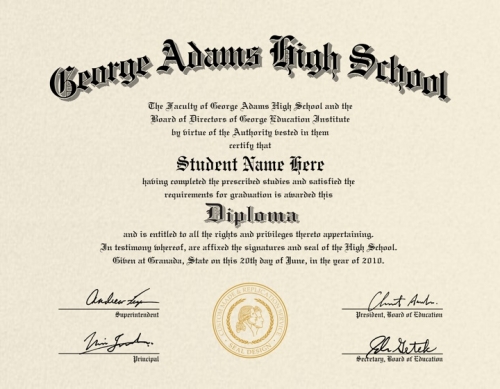 George Adams High School
The Faculty of George Adams High School and the
Board of Directors of George Education Institute
by virtue of the Authority vested in them
certify that
Student Name Here
having completed the prescribed studies and satisfied the
requirements for graduation is awarded this
Diploma
and is entitled to all the rights and privileges thereto appertaining.
In testimony whereof, are affixed the signatures and seal of the High School.
Given at Granada, State on this 20th day of June, in the year of 2010.
Superintendent
President, Board of Education
Principal
Secretary, Board of Education
SEAL DESIGN